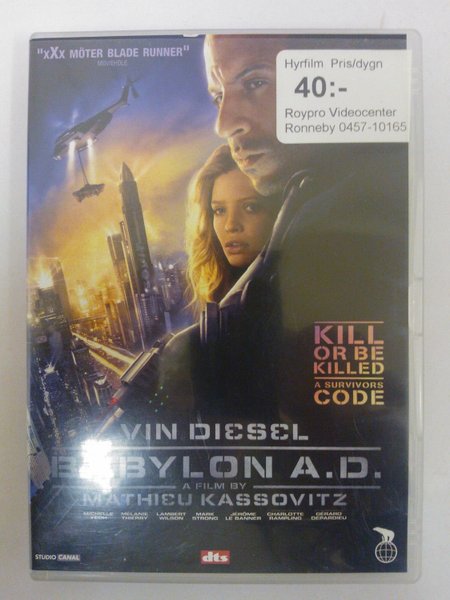 "xXx MÖTER BLADE RUNNER"
MOVIEHOLE
Hyrfilm Pris/dygn
40:-
Roypro Videocenter
Ronneby 0457-10165
KILL
OR BE
KILLED
A SURVIVORS
CODE
VIN DIESEL
BABYLON A.D.
A FILM BY
MATHIEU KASSOVITZ
MICHELLE YEOH MELANIE THIERRY LAMBERT WILSON MARK STRONG JÉRÔME LE BANNER CHARLOTTE RAMPLING GÉRARD DEPARDIEU
STUDIO CANAL
dts